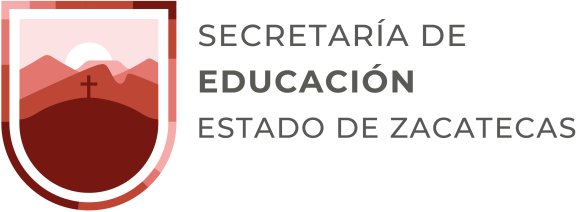 SECRETARÍA DE
EDUCACIÓN
ESTADO DE ZACATECAS